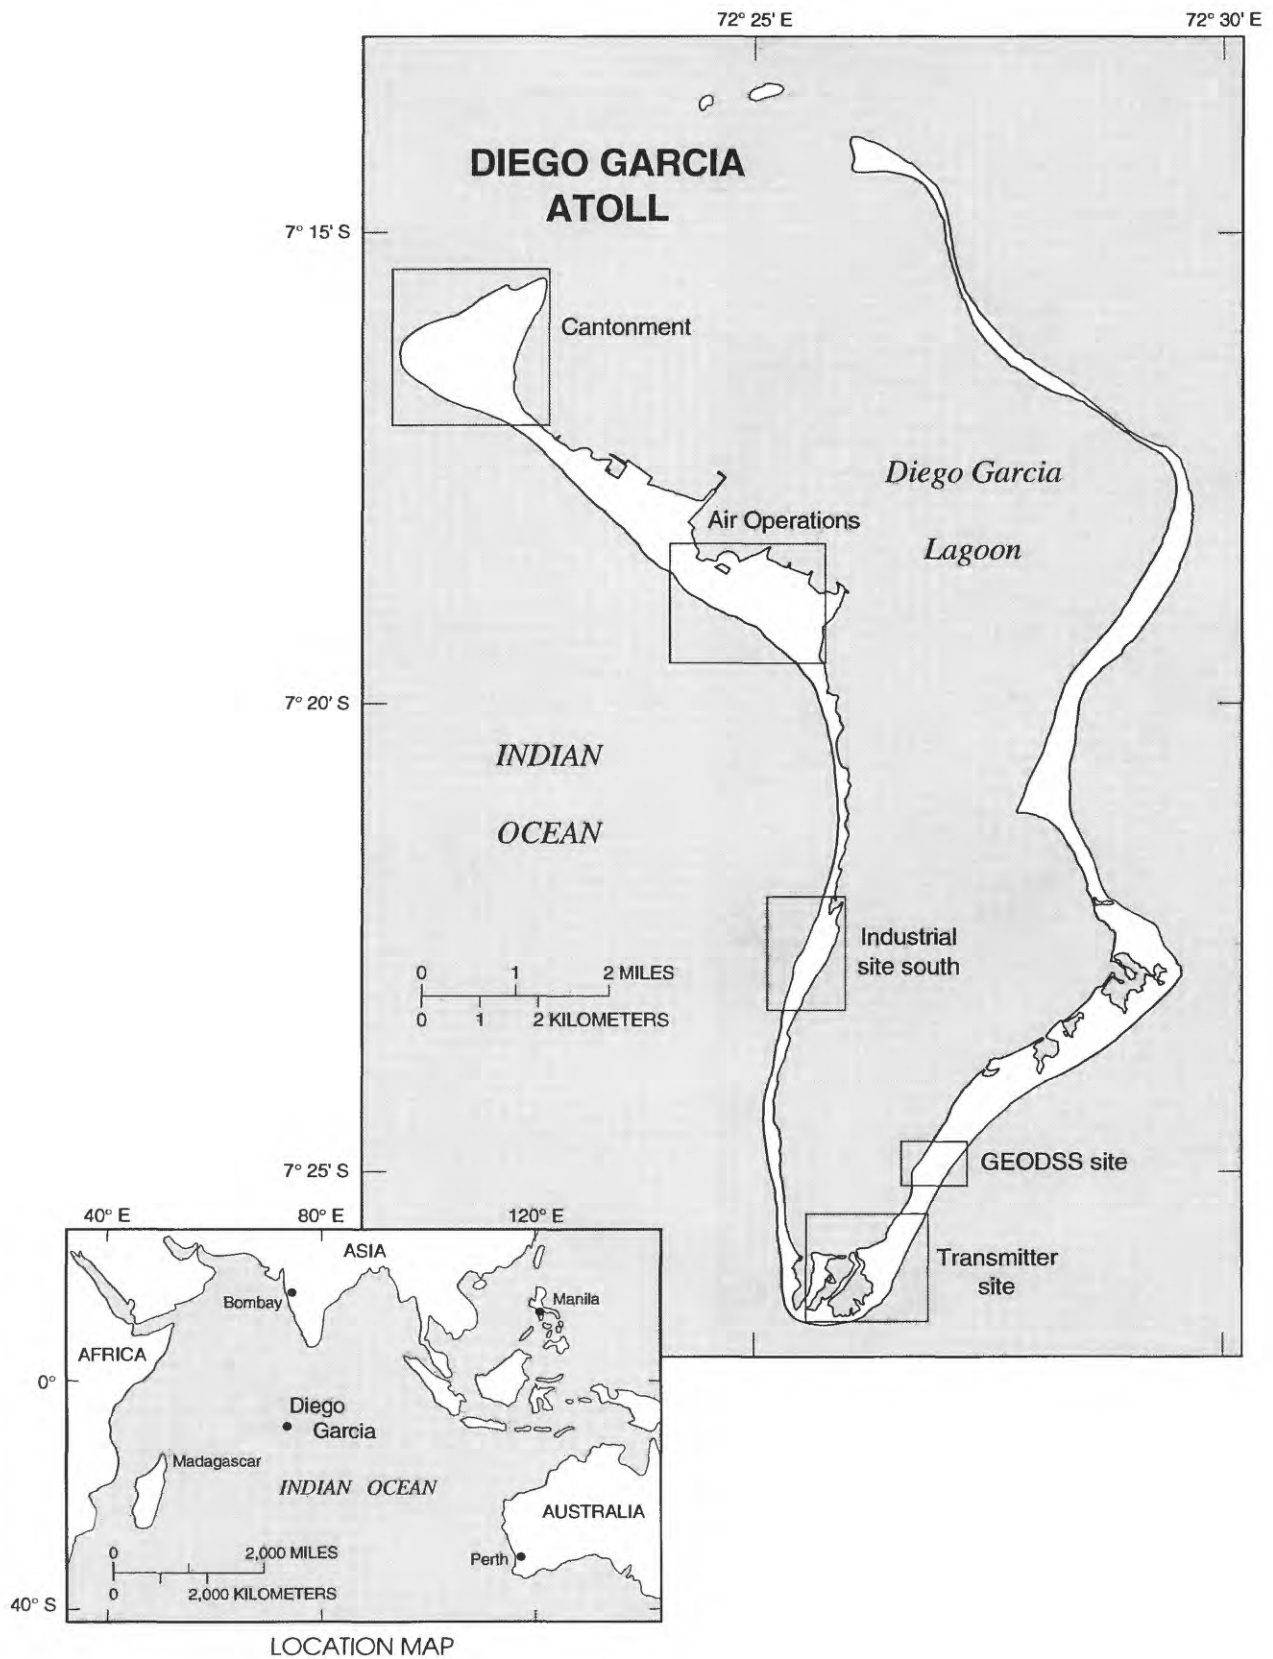 72° 25' E
72° 30' E
DIEGO GARCIA
ATOLL
7° 15' S
Cantonment
Diego Garcia
Lagoon
Air Operations
7° 20' S
INDIAN
OCEAN
Industrial
site south
0 1 2 MILES
0 1 2 KILOMETERS
7° 25' S
GEODSS site
Transmitter
site
40° E
80° E
120° E
ASIA
Bombay
Manila
AFRICA
0°
Diego
Garcia
Madagascar
INDIAN OCEAN
AUSTRALIA
0 2,000 MILES
0 2,000 KILOMETERS
Perth
40° S
LOCATION MAP